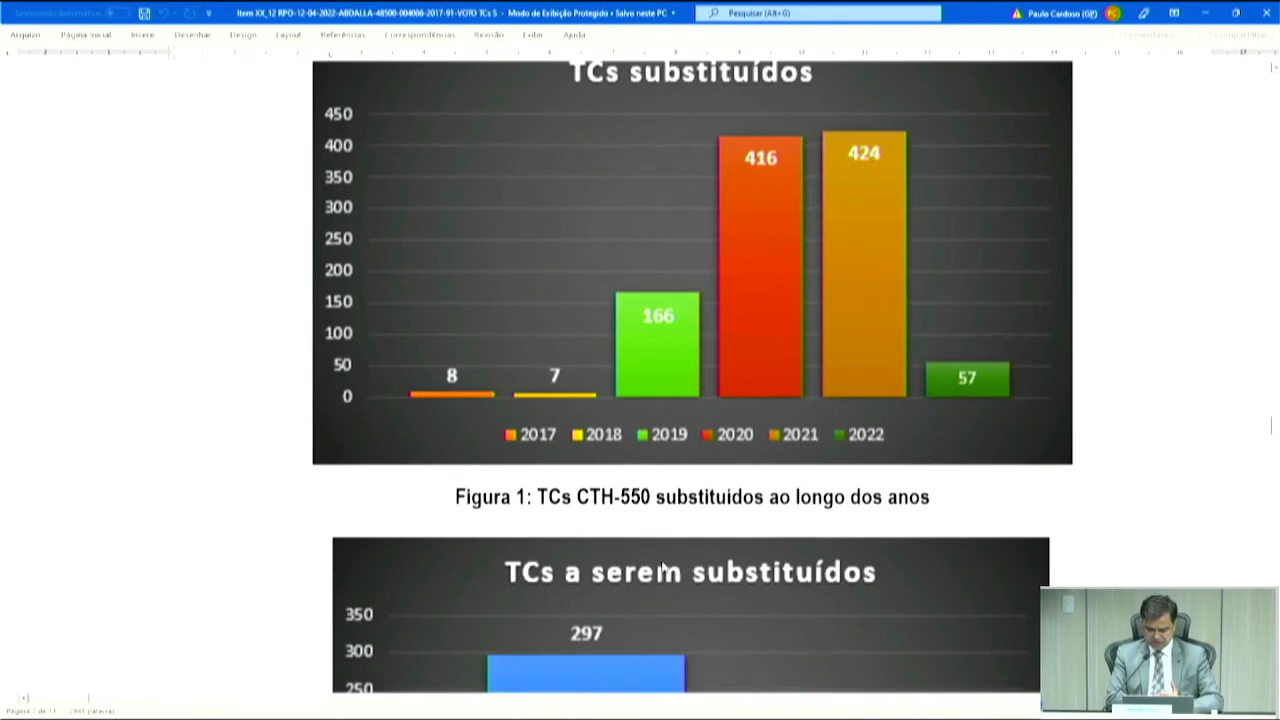 Item XX_12 RPO-12-04-2022-ABDALLA-48500-004086-2017-91-VOTO TCs S - Modo de Exibição Protegido • Salvo neste PC
Pesquisar (Alt+G)
Paulo Cardoso (GP)
Arquivo Página Inicial Inserir Desenhar Design Layout Referências Correspondências Revisão Exibir Ajuda
TCs substituídos
450
400
350
300
250
200
150
100
50
0
8
7
166
416
424
57
2017 2018 2019 2020 2021 2022
Figura 1: TCs CTH-550 substituídos ao longo dos anos
TCs a serem substituídos
350
300
250
297